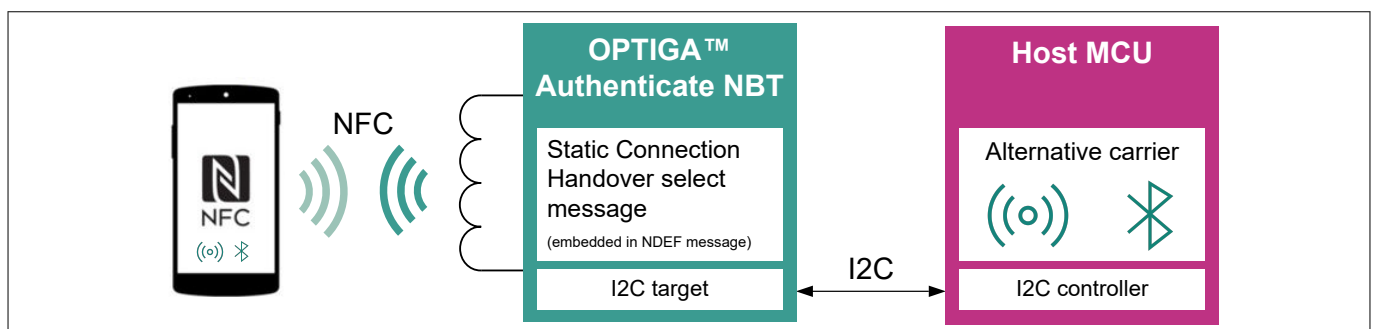 NFC
NFC
OPTIGA™
Authenticate NBT
Static Connection
Handover select
message
(embedded in NDEF message)
I2C target
I2C
Host MCU
Alternative carrier
I2C controller